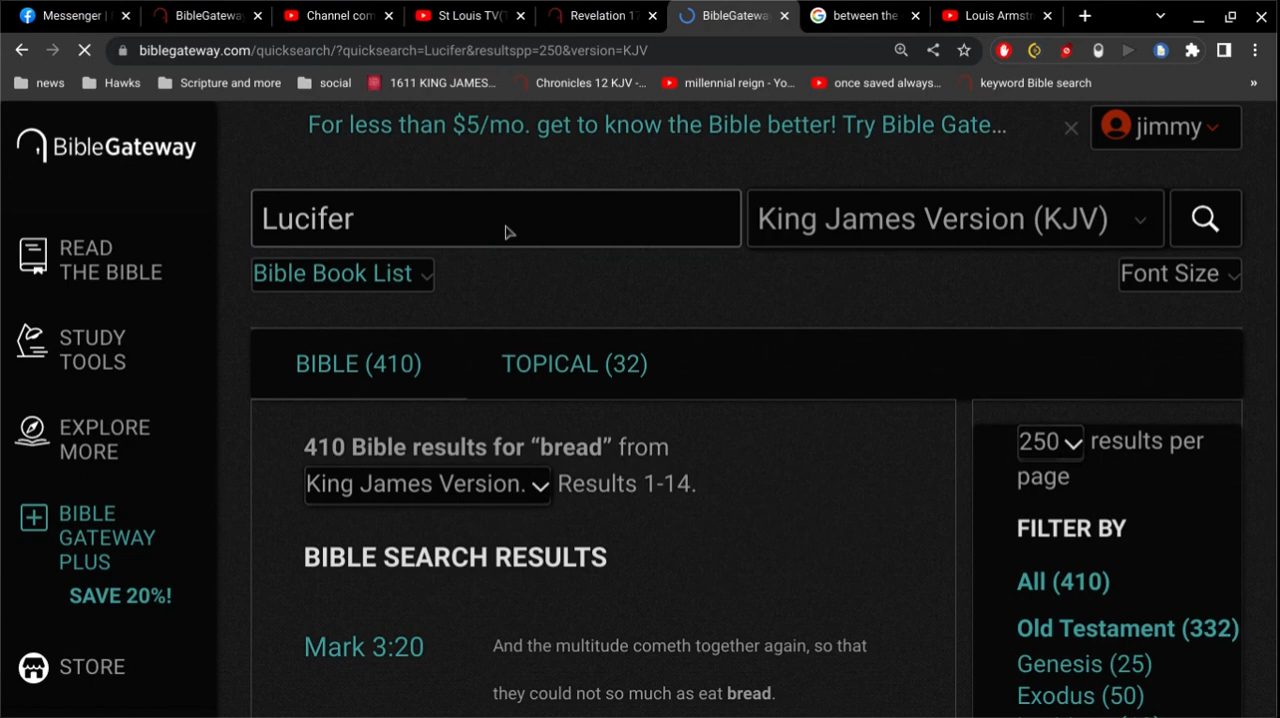 Messenger |
BibleGateway
Channel com
St Louis TV(
Revelation 1
BibleGateway
between the
Louis Armstr
biblegateway.com/quicksearch/?quicksearch=Lucifer&resultspp=250&version=KJV
news
Hawks
Scripture and more
social
1611 KING JAMES...
Chronicles 12 KJV -...
millennial reign - Yo...
once saved always...
keyword Bible search
»
BibleGateway
For less than $5/mo. get to know the Bible better! Try Bible Gate...
jimmy
Lucifer
King James Version (KJV)
Bible Book List
Font Size
READ
THE BIBLE
STUDY
TOOLS
EXPLORE
MORE
BIBLE
GATEWAY
PLUS
SAVE 20%!
STORE
BIBLE (410)
TOPICAL (32)
410 Bible results for “bread” from
King James Version. Results 1-14.
BIBLE SEARCH RESULTS
Mark 3:20
And the multitude cometh together again, so that
they could not so much as eat bread.
250 results per
page
FILTER BY
All (410)
Old Testament (332)
Genesis (25)
Exodus (50)